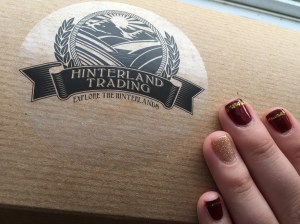 HINTERLAND
TRADING
EXPLORE THE HINTERLANDS